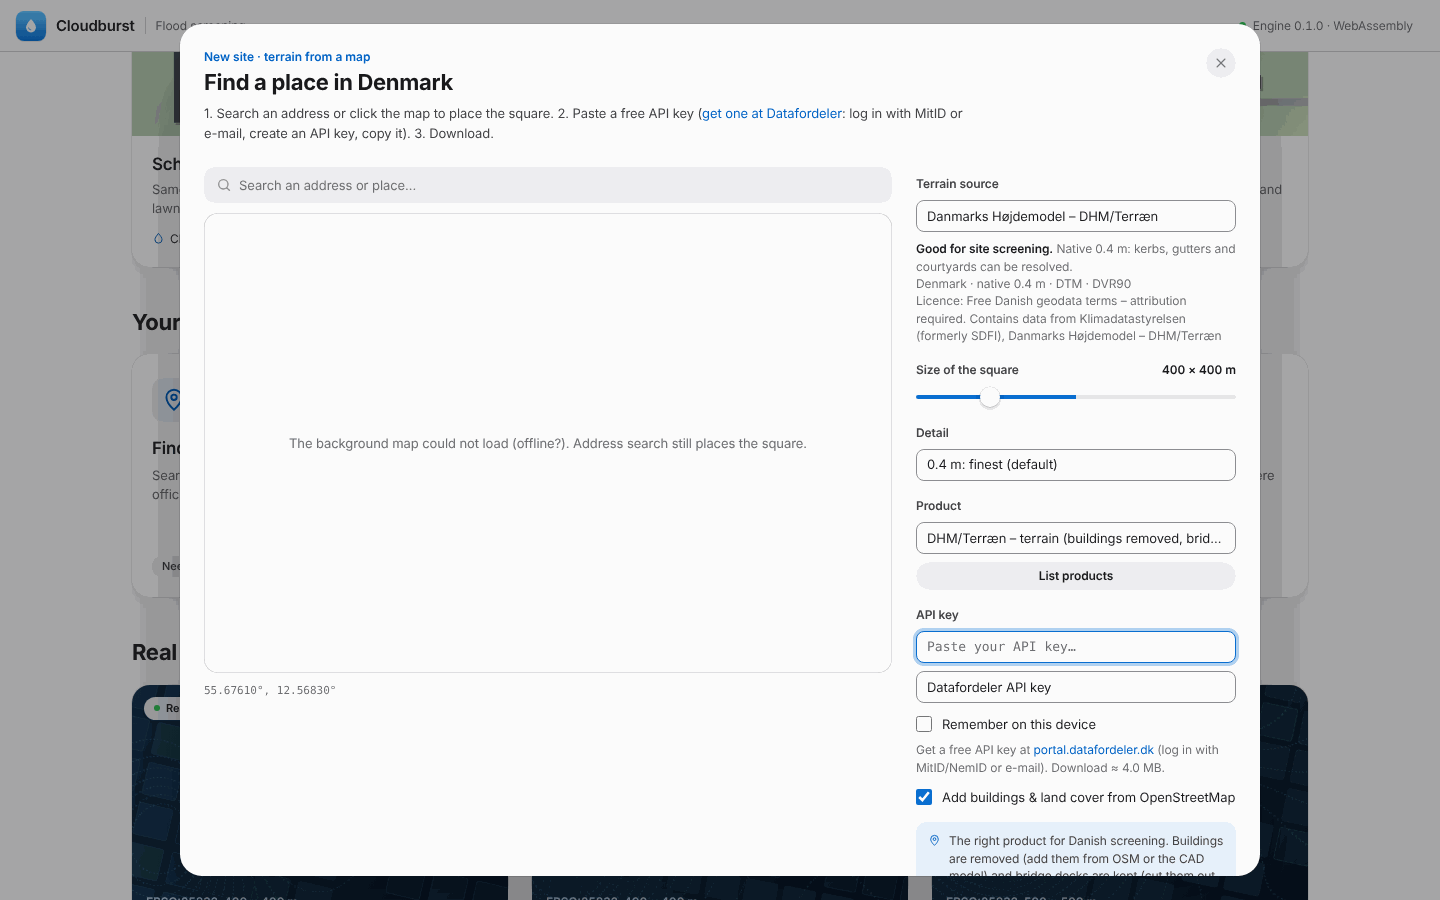 Cloudburst
Engine 0.1.0 · WebAssembly
New site · terrain from a map
Find a place in Denmark
1. Search an address or click the map to place the square. 2. Paste a free API key (get one at Datafordeler: log in with MitID or
e-mail, create an API key, copy it). 3. Download.
Search an address or place...
The background map could not load (offline?). Address search still places the square.
55.67610°, 12.56830°
Terrain source
Danmarks Højdemodel – DHM/Terræn
Good for site screening. Native 0.4 m: kerbs, gutters and
courtyards can be resolved.
Denmark · native 0.4 m · DTM · DVR90
Licence: Free Danish geodata terms – attribution
required. Contains data from Klimadatastyrelsen
(formerly SDFI), Danmarks Højdemodel – DHM/Terræn
Size of the square 400 × 400 m
Detail
0.4 m: finest (default)
Product
DHM/Terræn – terrain (buildings removed, brid...
List products
API key
Paste your API key…
Datafordeler API key
Remember on this device
Get a free API key at portal.datafordeler.dk (log in with
MitID/NemID or e-mail). Download ≈ 4.0 MB.
Add buildings & land cover from OpenStreetMap
The right product for Danish screening. Buildings
are removed (add them from OSM or the CAD
model) and bridge decks are kept (cut them out
Your
Real
and